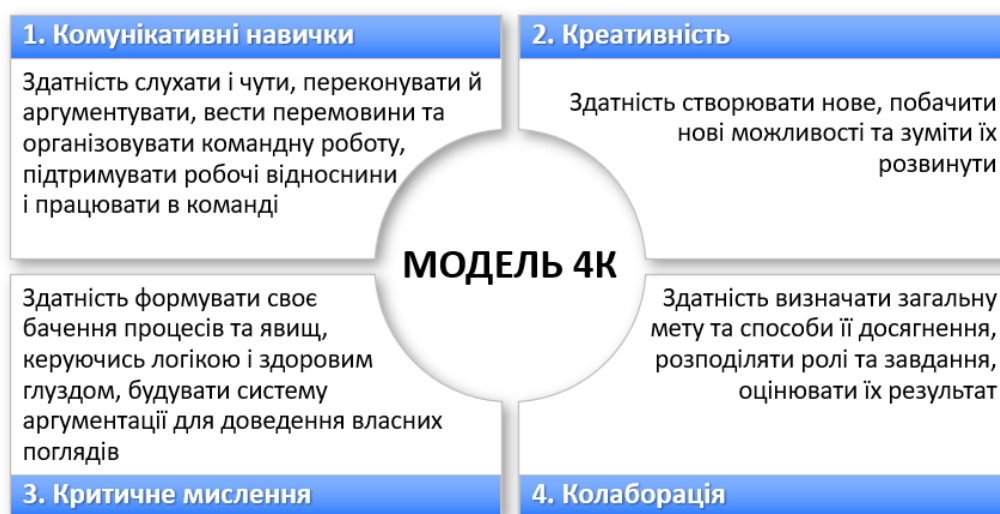 1. Комунікативні навички
Здатність слухати і чути, переконувати й
аргументувати, вести перемовини та
організовувати командну роботу,
підтримувати робочі відноснини
і працювати в команді
2. Креативність
Здатність створювати нове, побачити
нові можливості та зуміти їх
розвинути
МОДЕЛЬ 4К
Здатність формувати своє
бачення процесів та явищ,
керуючись логікою і здоровим
глуздом, будувати систему
аргументації для доведення власних
поглядів
3. Критичне мислення
Здатність визначати загальну
мету та способи її досягнення,
розподіляти ролі та завдання,
оцінювати їх результат
4. Колаборація